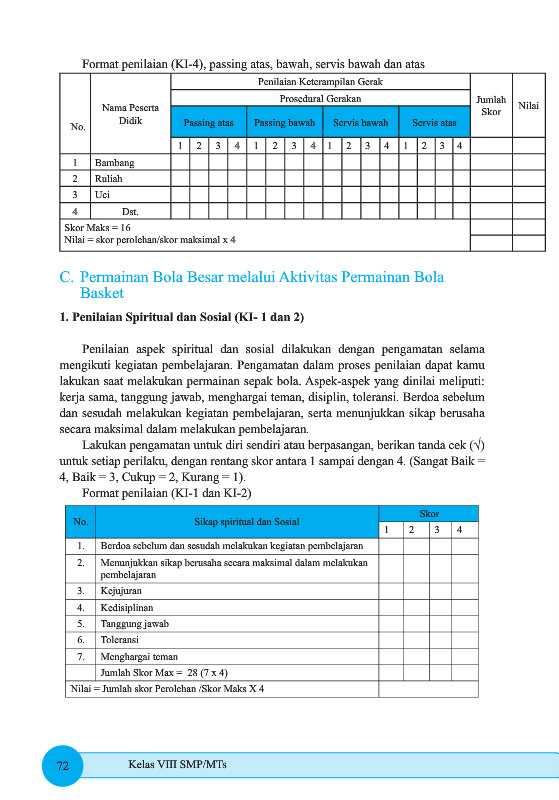 Format penilaian (KI-4), passing atas, bawah, servis bawah dan atas
No.
Nama Peserta
Didik
Penilaian Keterampilan Gerak
Prosedural Gerakan
Passing atas Passing bawah Servis bawah Servis atas
Jumlah
Skor
Nilai
1 2 3 4 1 2 3 4 1 2 3 4 1 2 3 4
1 Bambang
2 Ruliah
3 Uci
4 Dst.
Skor Maks = 16
Nilai = skor perolehan/skor maksimal x 4
C. Permainan Bola Besar melalui Aktivitas Permainan Bola
Basket
1. Penilaian Spiritual dan Sosial (KI- 1 dan 2)
Penilaian aspek spiritual dan sosial dilakukan dengan pengamatan selama
mengikuti kegiatan pembelajaran. Pengamatan dalam proses penilaian dapat kamu
lakukan saat melakukan permainan sepak bola. Aspek-aspek yang dinilai meliputi:
kerja sama, tanggung jawab, menghargai teman, disiplin, toleransi. Berdoa sebelum
dan sesudah melakukan kegiatan pembelajaran, serta menunjukkan sikap berusaha
secara maksimal dalam melakukan pembelajaran.
Lakukan pengamatan untuk diri sendiri atau berpasangan, berikan tanda cek (√)
untuk setiap perilaku, dengan rentang skor antara 1 sampai dengan 4. (Sangat Baik =
4, Baik = 3, Cukup = 2, Kurang = 1).
Format penilaian (KI-1 dan KI-2)
No. Sikap spiritual dan Sosial Skor
1 2 3 4
1. Berdoa sebelum dan sesudah melakukan kegiatan pembelajaran
2. Menunjukkan sikap berusaha secara maksimal dalam melakukan
pembelajaran
3. Kejujuran
4. Kedisiplinan
5. Tanggung jawab
6. Toleransi
7. Menghargai teman
Jumlah Skor Max = 28 (7 x 4)
Nilai = Jumlah skor Perolehan /Skor Maks X 4
72 Kelas VIII SMP/MTs